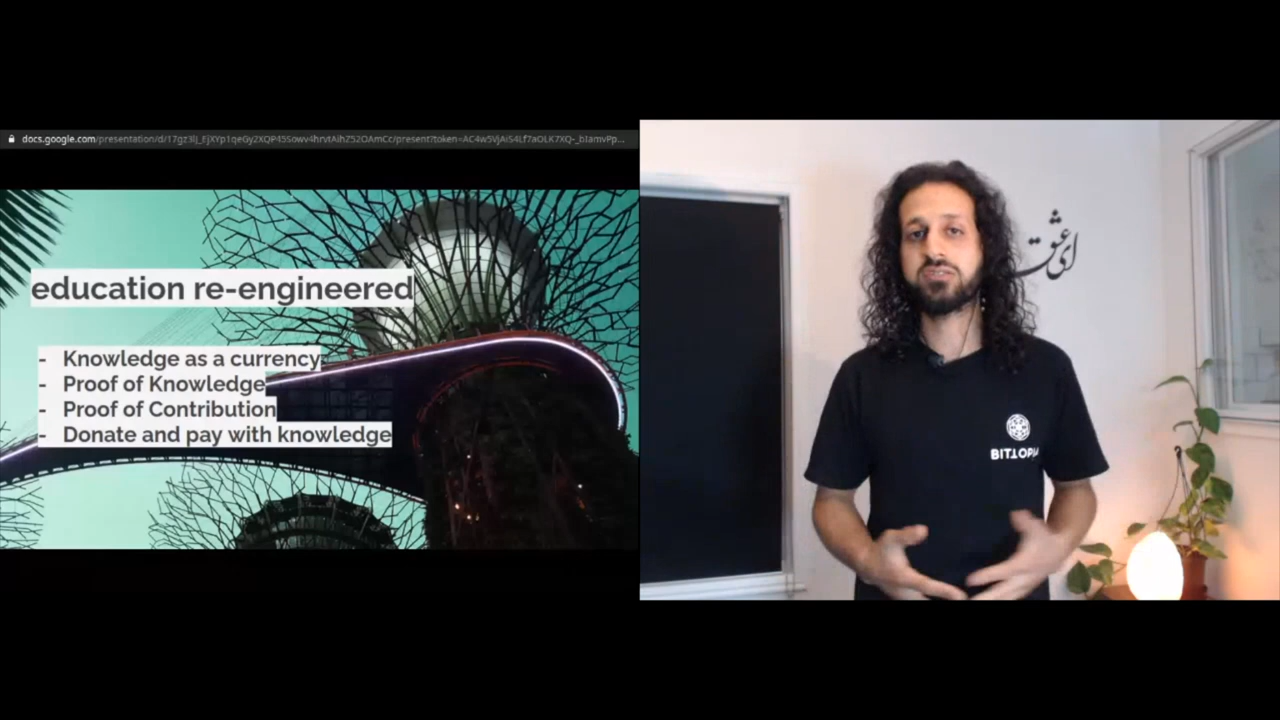 docs.google.com/presentation/d/
education re-engineered
- Knowledge as a currency
- Proof of Knowledge
- Proof of Contribution
- Donate and pay with knowledge
ای عشق
BITTOPIA